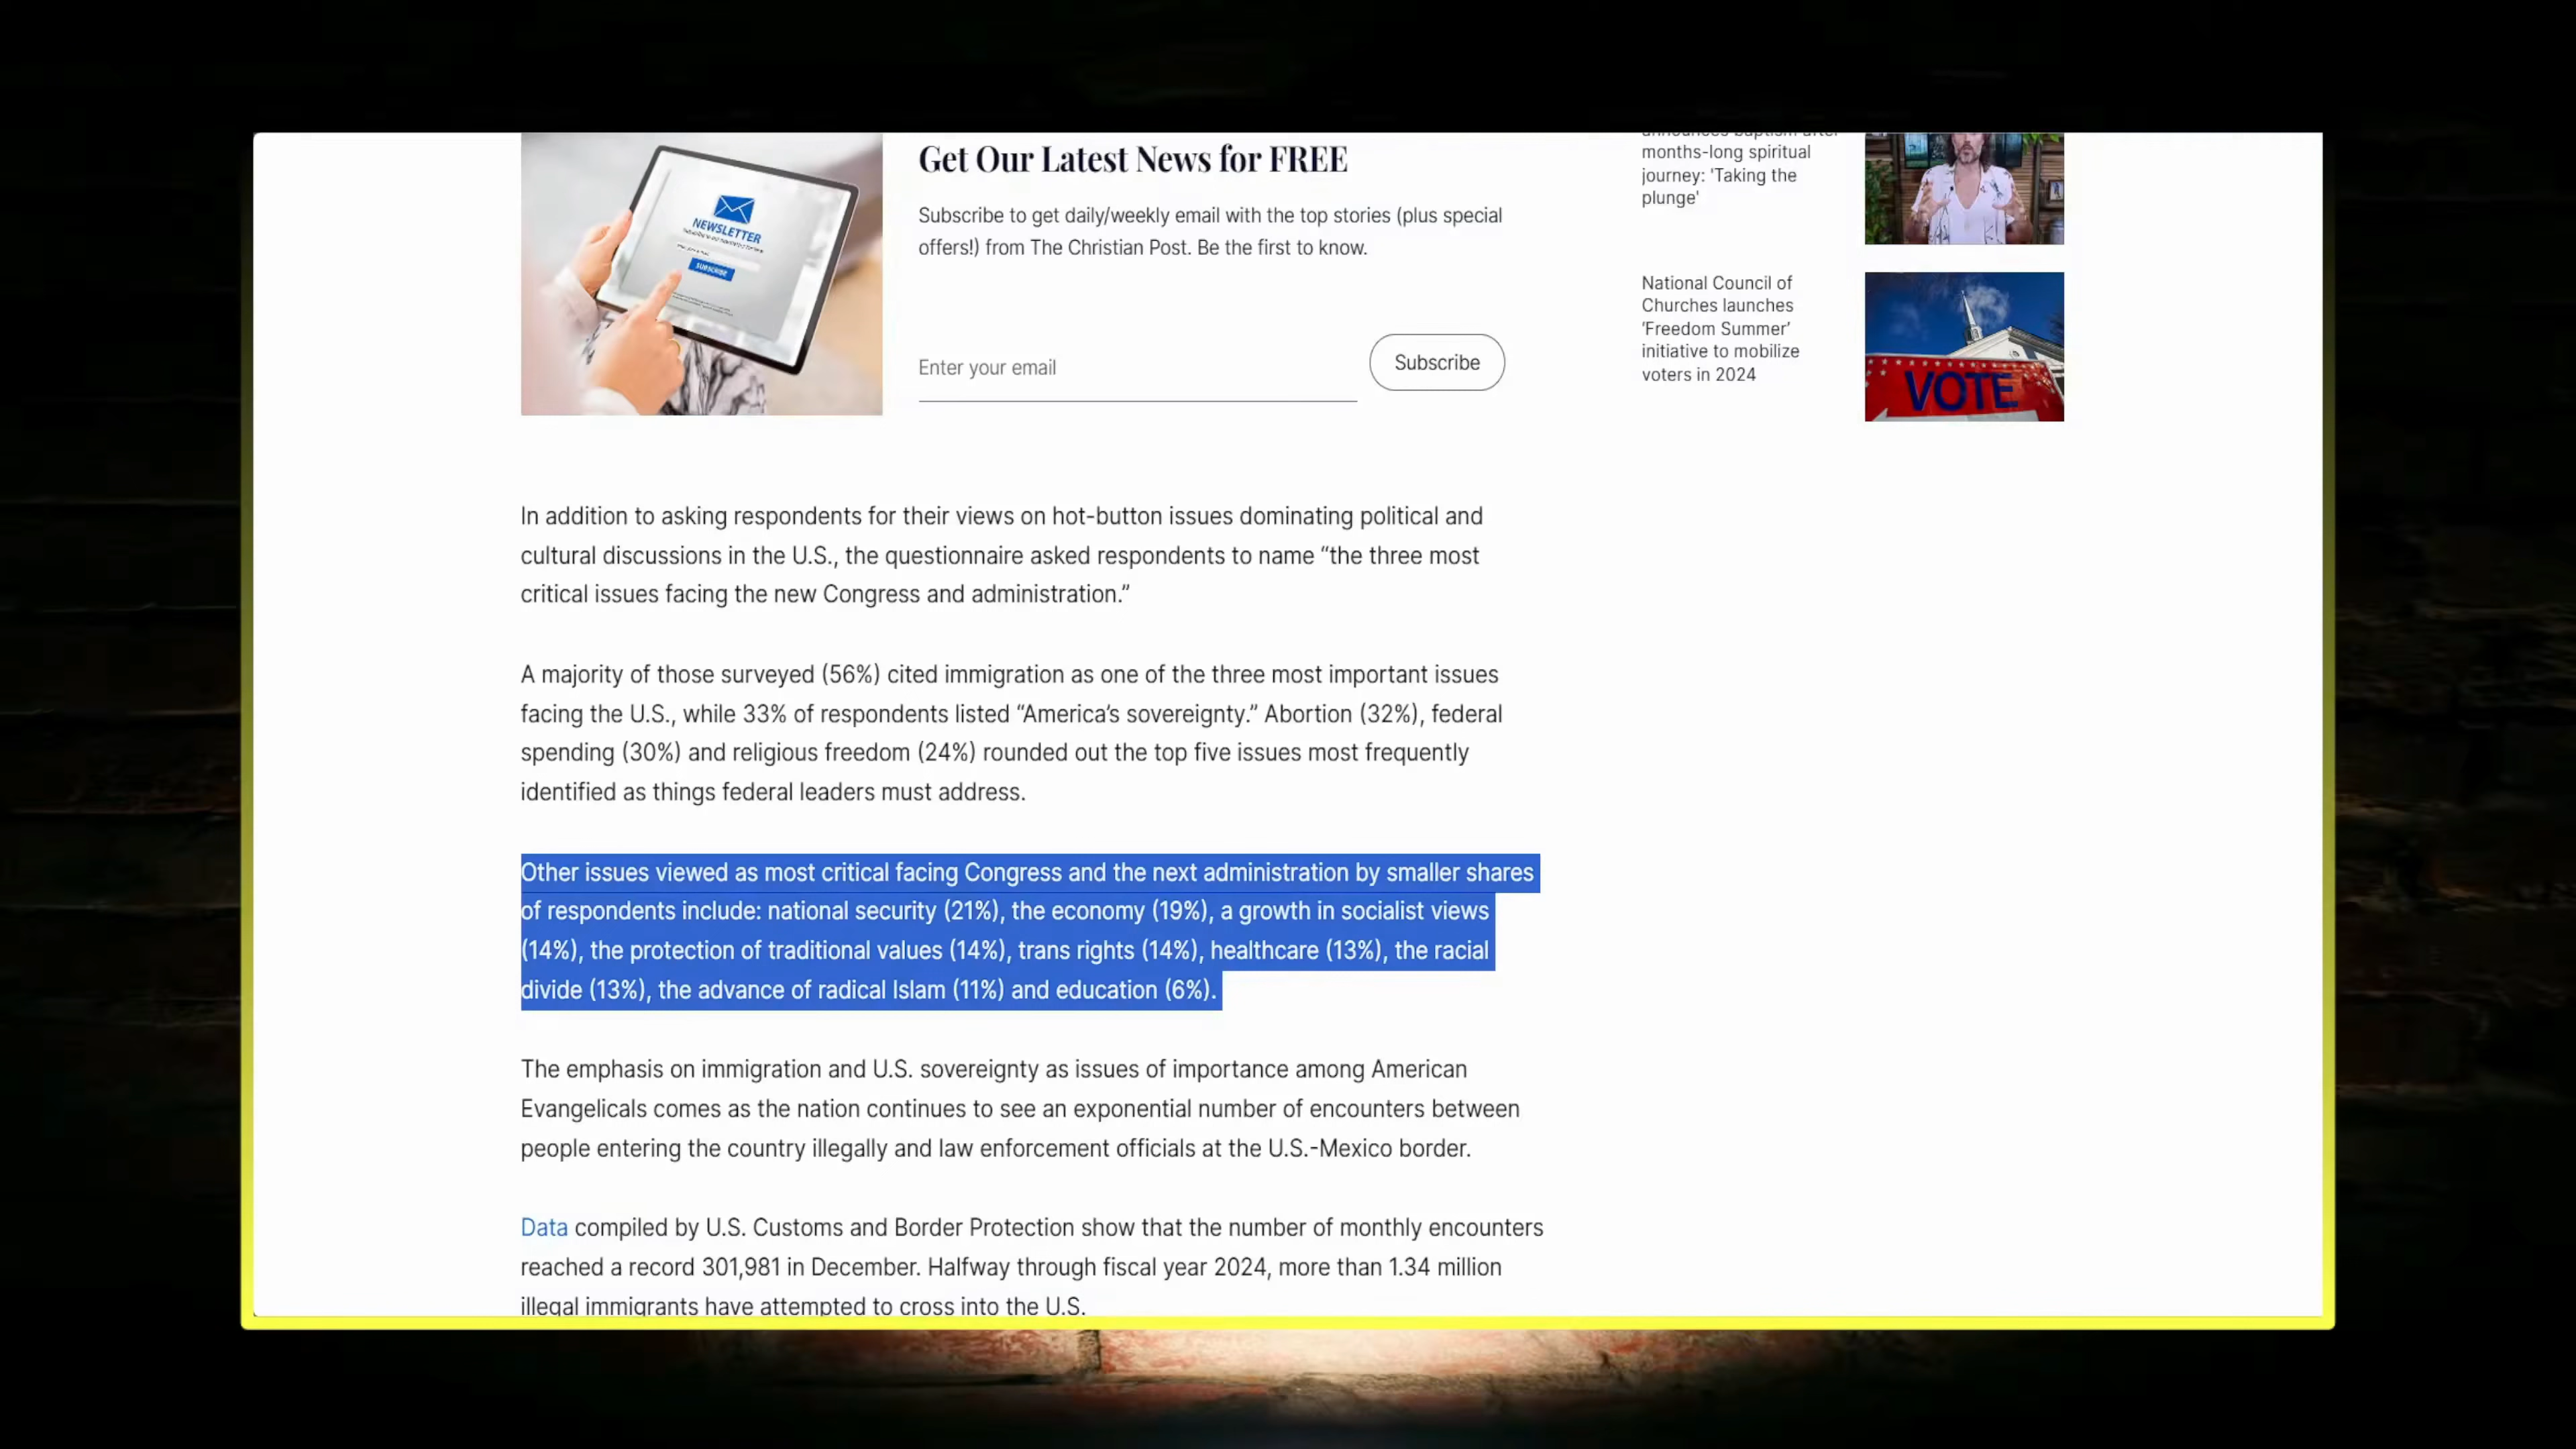 NEWSLETTER
SUBSCRIBE
Get Our Latest News for FREE
Subscribe to get daily/weekly email with the top stories (plus special
offers!) from The Christian Post. Be the first to know.
Enter your email
Subscribe
announces baptism after
months-long spiritual
journey: 'Taking the
plunge'
National Council of
Churches launches
'Freedom Summer'
initiative to mobilize
voters in 2024
VOTE
In addition to asking respondents for their views on hot-button issues dominating political and
cultural discussions in the U.S., the questionnaire asked respondents to name “the three most
critical issues facing the new Congress and administration.”
A majority of those surveyed (56%) cited immigration as one of the three most important issues
facing the U.S., while 33% of respondents listed “America’s sovereignty.” Abortion (32%), federal
spending (30%) and religious freedom (24%) rounded out the top five issues most frequently
identified as things federal leaders must address.
Other issues viewed as most critical facing Congress and the next administration by smaller shares
of respondents include: national security (21%), the economy (19%), a growth in socialist views
(14%), the protection of traditional values (14%), trans rights (14%), healthcare (13%), the racial
divide (13%), the advance of radical Islam (11%) and education (6%).
The emphasis on immigration and U.S. sovereignty as issues of importance among American
Evangelicals comes as the nation continues to see an exponential number of encounters between
people entering the country illegally and law enforcement officials at the U.S.-Mexico border.
Data compiled by U.S. Customs and Border Protection show that the number of monthly encounters
reached a record 301,981 in December. Halfway through fiscal year 2024, more than 1.34 million
illegal immigrants have attempted to cross into the U.S.